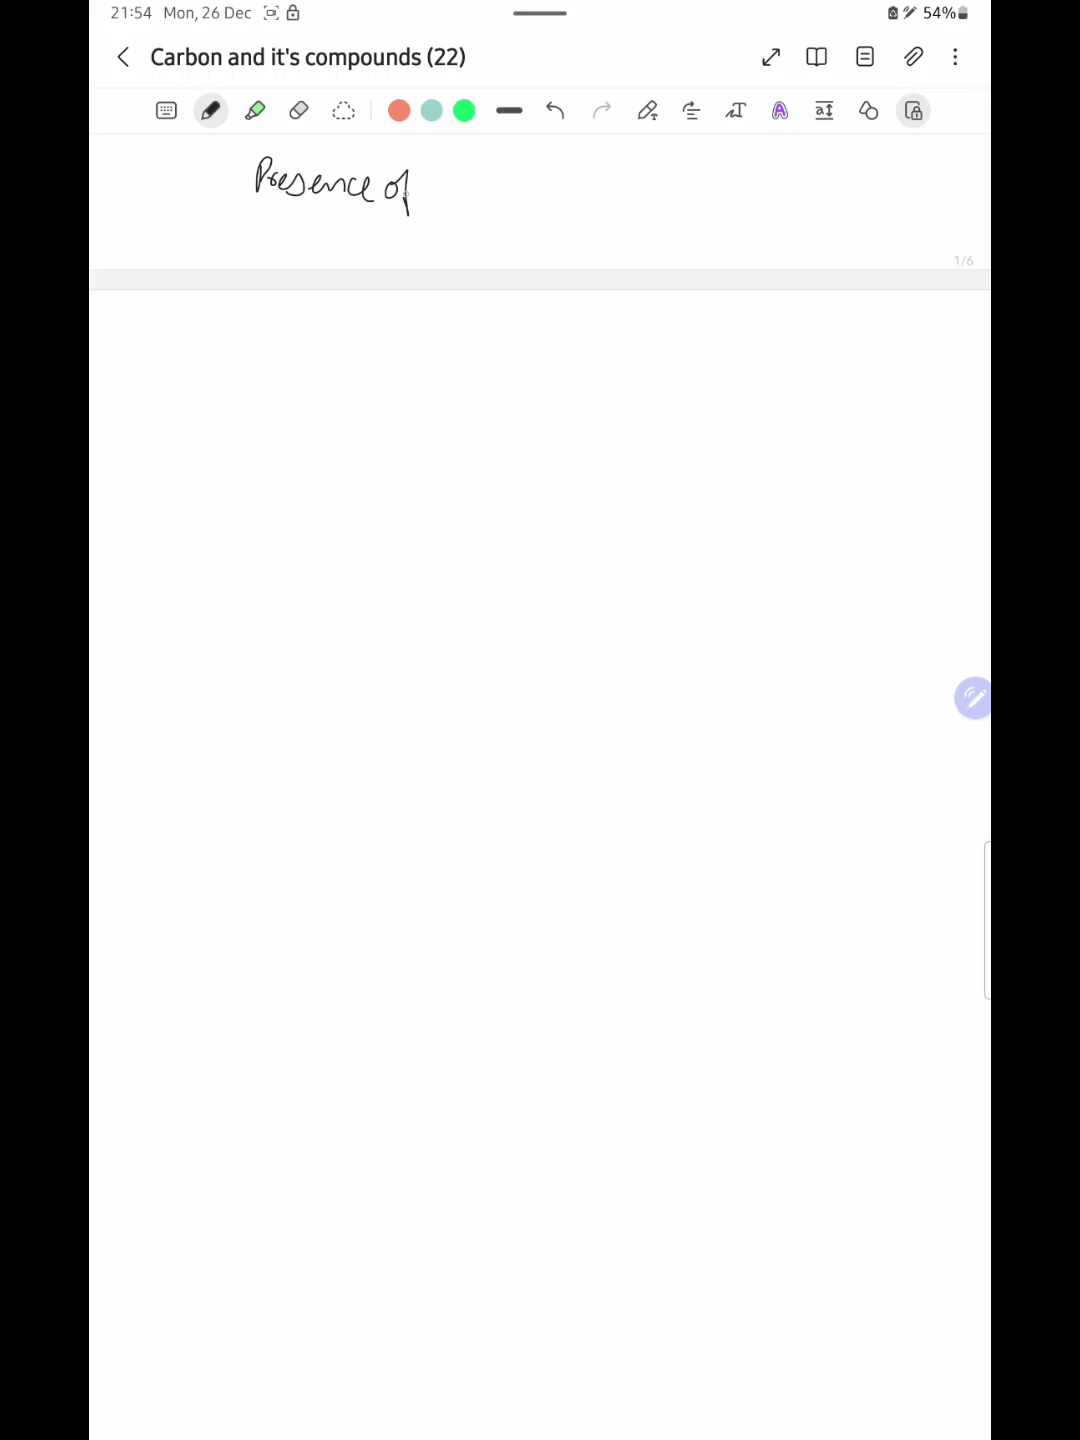 21:54 Mon, 26 Dec 54%
Carbon and it's compounds (22)
Presence of
1/6